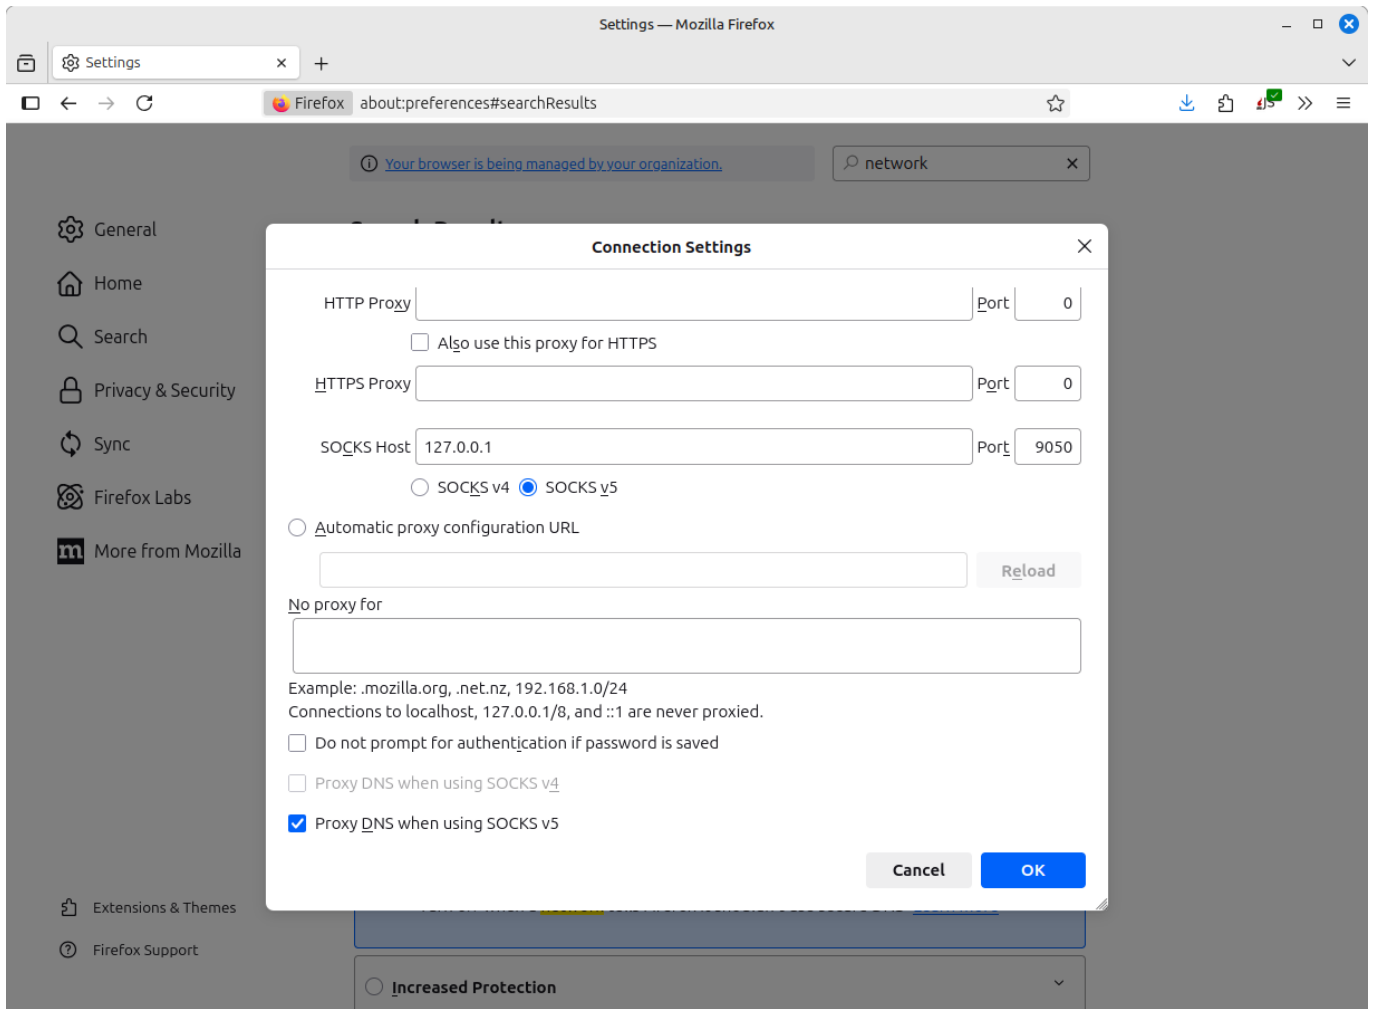 Settings — Mozilla Firefox
Settings
Firefox about:preferences#searchResults
Your browser is being managed by your organization.
network
General
Home
Search
Privacy & Security
Sync
Firefox Labs
More from Mozilla
Extensions & Themes
Firefox Support
Connection Settings
HTTP Proxy
Port 0
Also use this proxy for HTTPS
HTTPS Proxy
Port 0
SOCKS Host 127.0.0.1
Port 9050
SOCKS v4 SOCKS v5
Automatic proxy configuration URL
Reload
No proxy for
Example: .mozilla.org, .net.nz, 192.168.1.0/24
Connections to localhost, 127.0.0.1/8, and ::1 are never proxied.
Do not prompt for authentication if password is saved
Proxy DNS when using SOCKS v4
Proxy DNS when using SOCKS v5
Cancel OK
Increased Protection